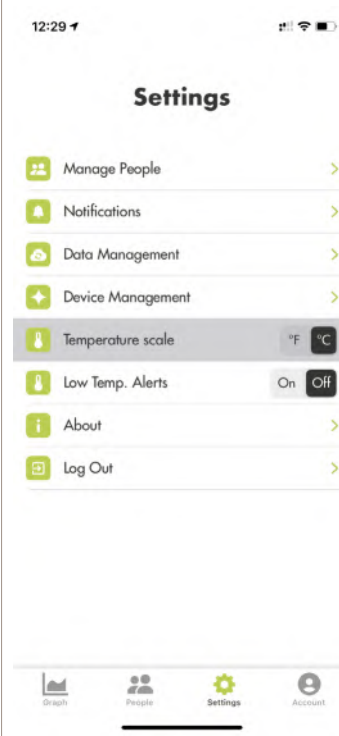 12:29
Settings
Manage People
Notifications
Data Management
Device Management
Temperature scale °F °C
Low Temp. Alerts On Off
About
Log Out
Graph People Settings Account